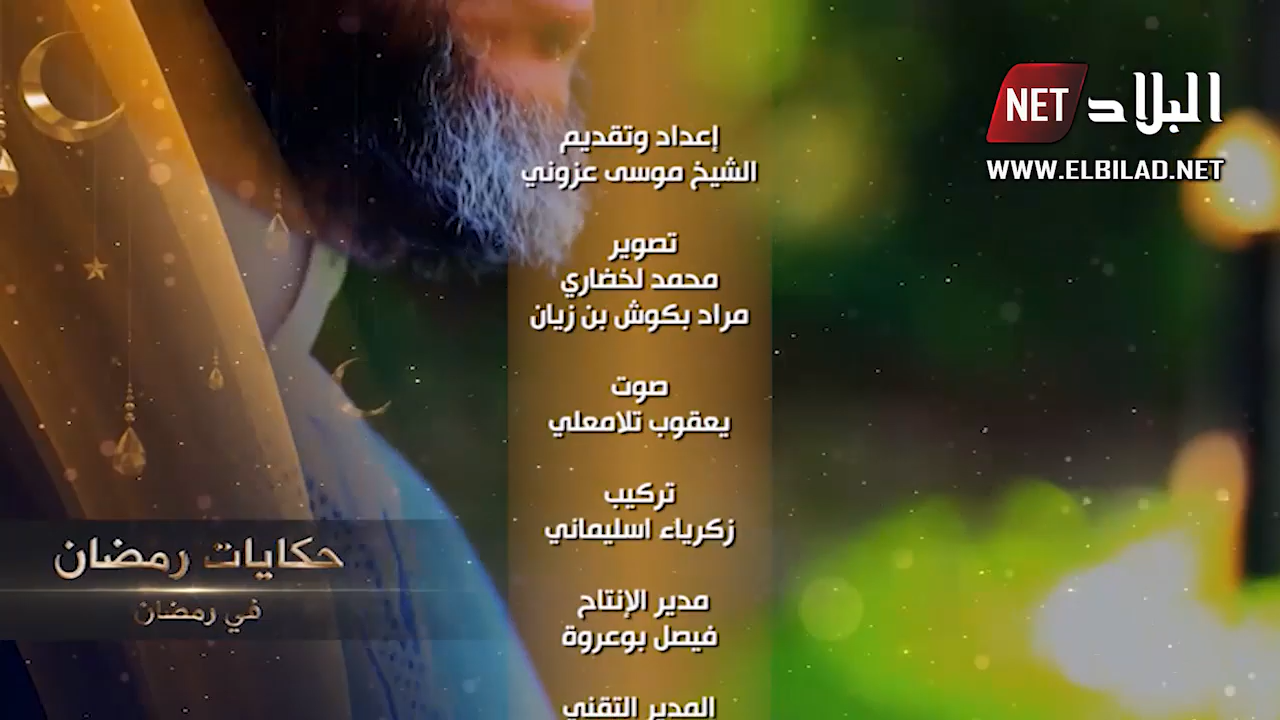 البلاد NET
WWW.ELBILAD.NET
إعداد وتقديم
الشيخ موسى عزوني
تصوير
محمد لخضاري
مراد بكوش بن زيان
صوت
يعقوب تلامعلي
تركيب
زكرياء اسليماني
مدير الإنتاج
فيصل بوعروة
المدير التقني
حكايات رمضان
في رمضان